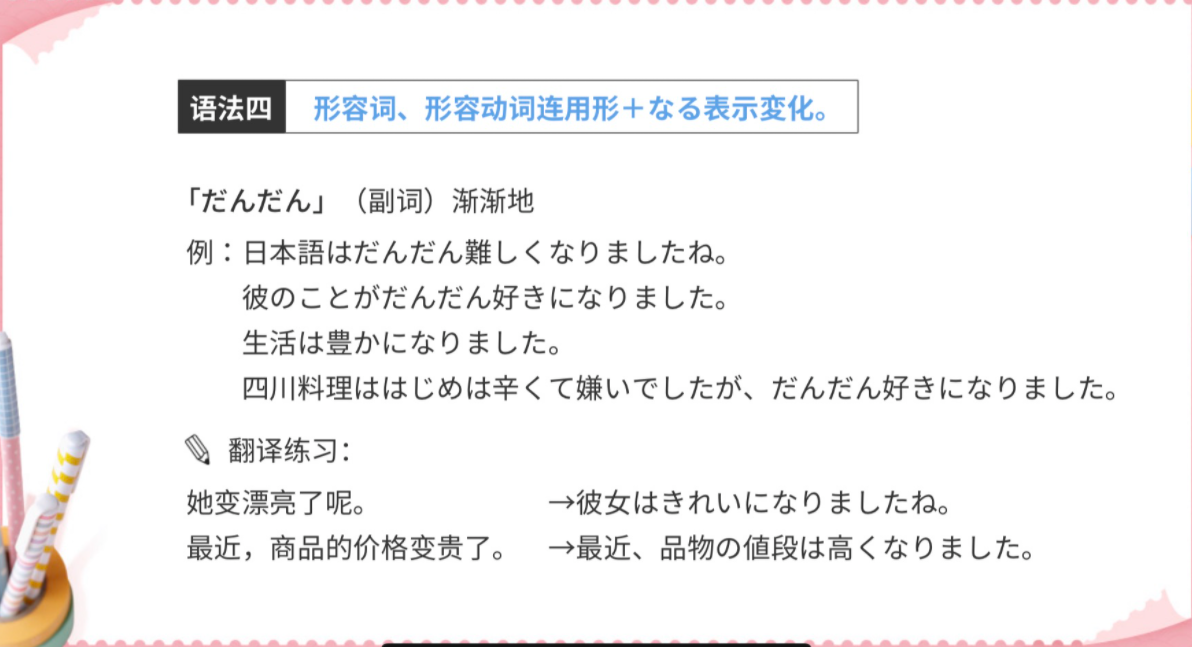 语法四 形容词、形容动词连用形＋なる表示变化。
「だんだん」（副词）渐渐地
例：日本語はだんだん難しくなりましたね。
彼のことがだんだん好きになりました。
生活は豊かになりました。
四川料理ははじめは辛くて嫌いでしたが、だんだん好きになりました。
翻译练习：
她变漂亮了呢。 →彼女はきれいになりましたね。
最近，商品的价格变贵了。 →最近、品物の値段は高くなりました。